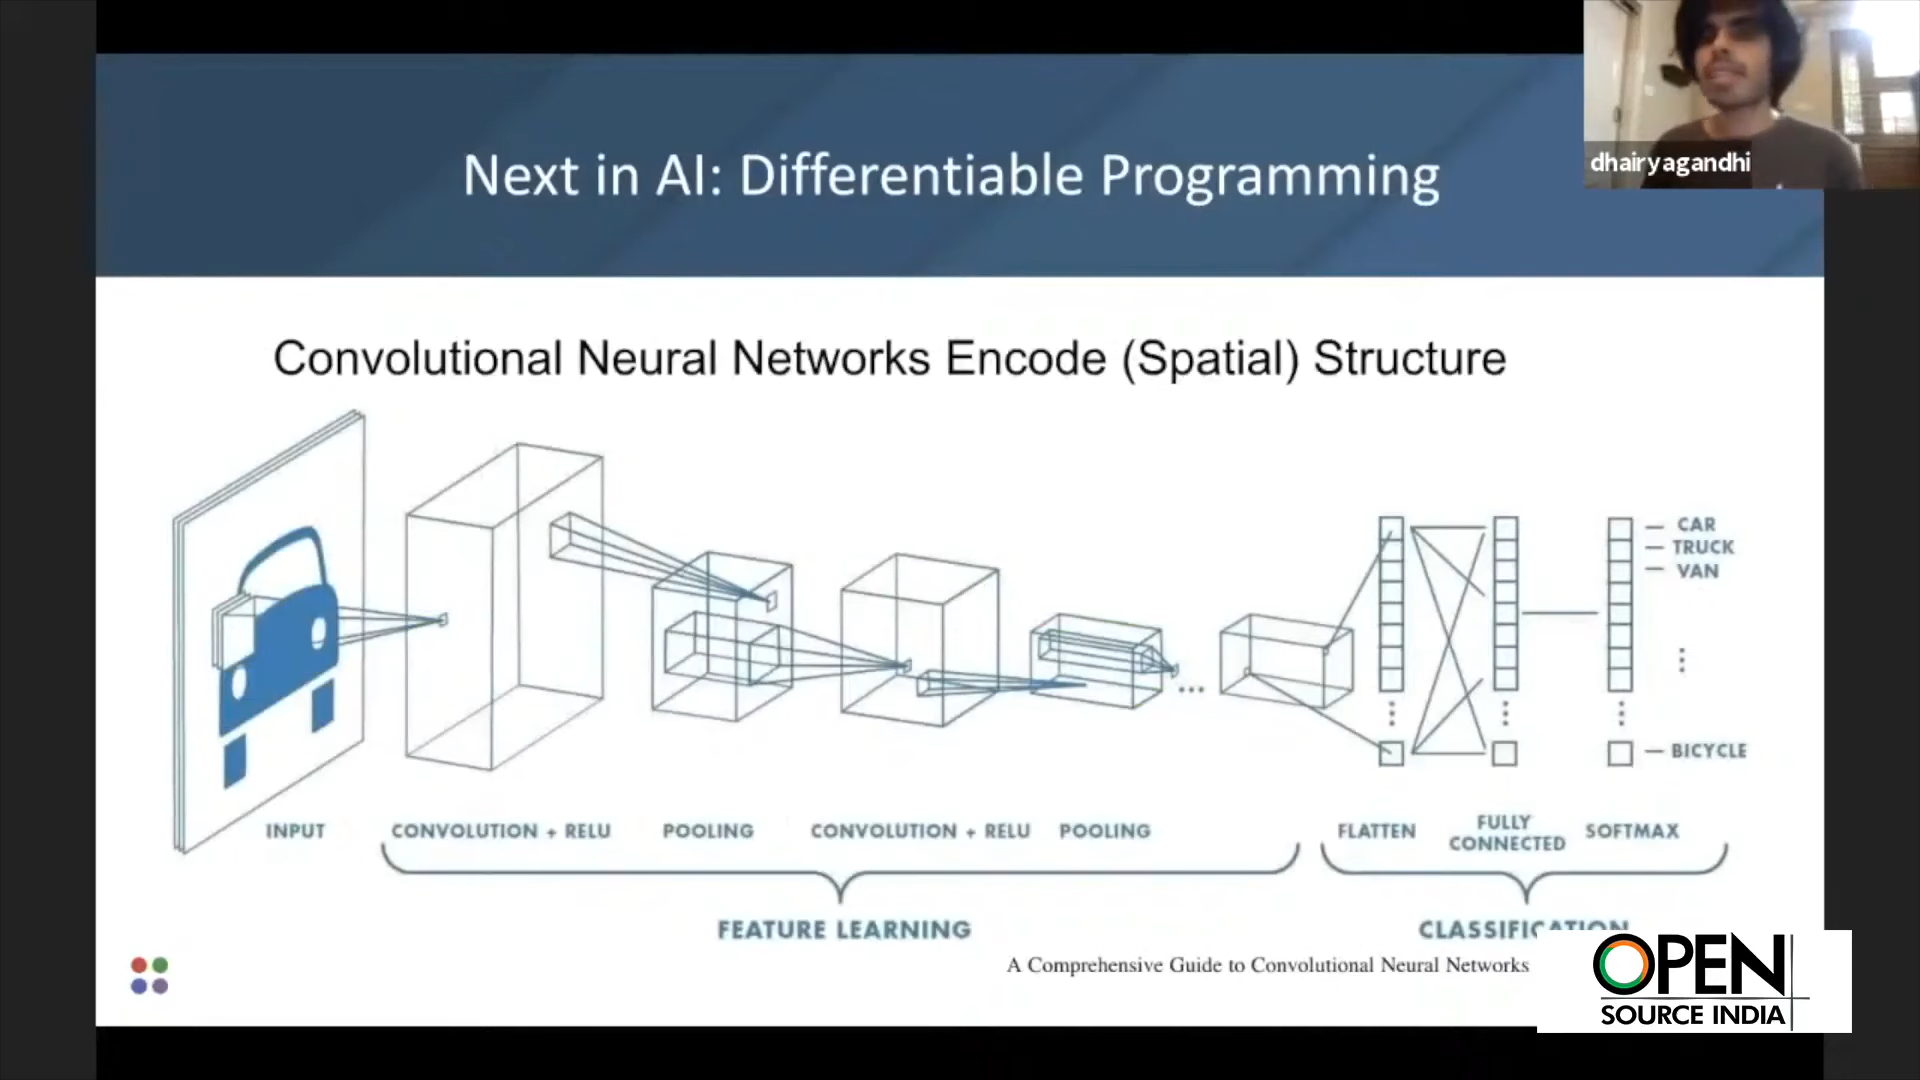 dhairyagandhi
Next in AI: Differentiable Programming
Convolutional Neural Networks Encode (Spatial) Structure
CAR
TRUCK
VAN
BICYCLE
INPUT
CONVOLUTION + RELU
POOLING
CONVOLUTION + RELU
POOLING
FLATTEN
FULLY
CONNECTED
SOFTMAX
FEATURE LEARNING
CLASSIFICATION
A Comprehensive Guide to Convolutional Neural Networks
OPEN
SOURCE INDIA